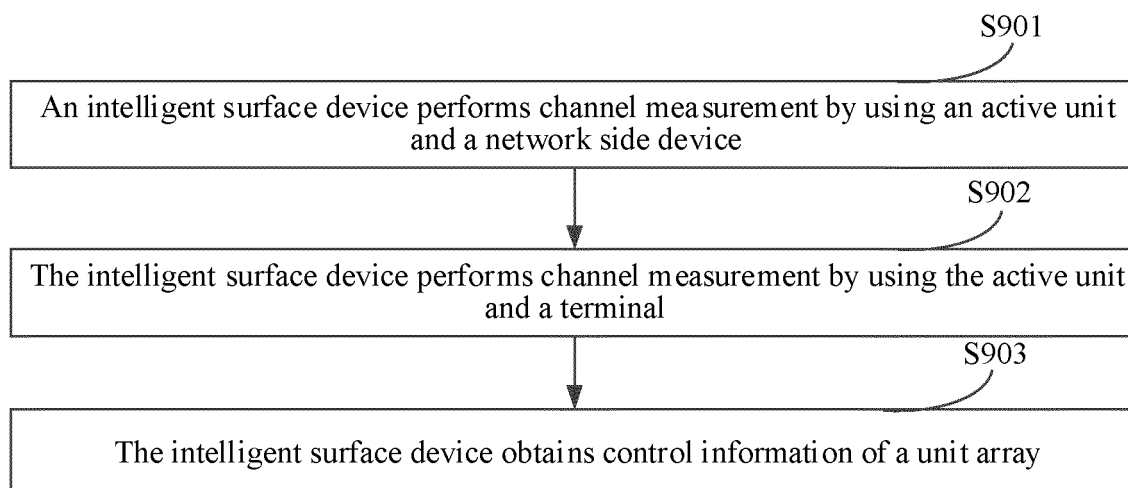 S901
An intelligent surface device performs channel measurement by using an active unit
and a network side device
S902
The intelligent surface device performs channel measurement by using the active unit
and a terminal
S903
The intelligent surface device obtains control information of a unit array